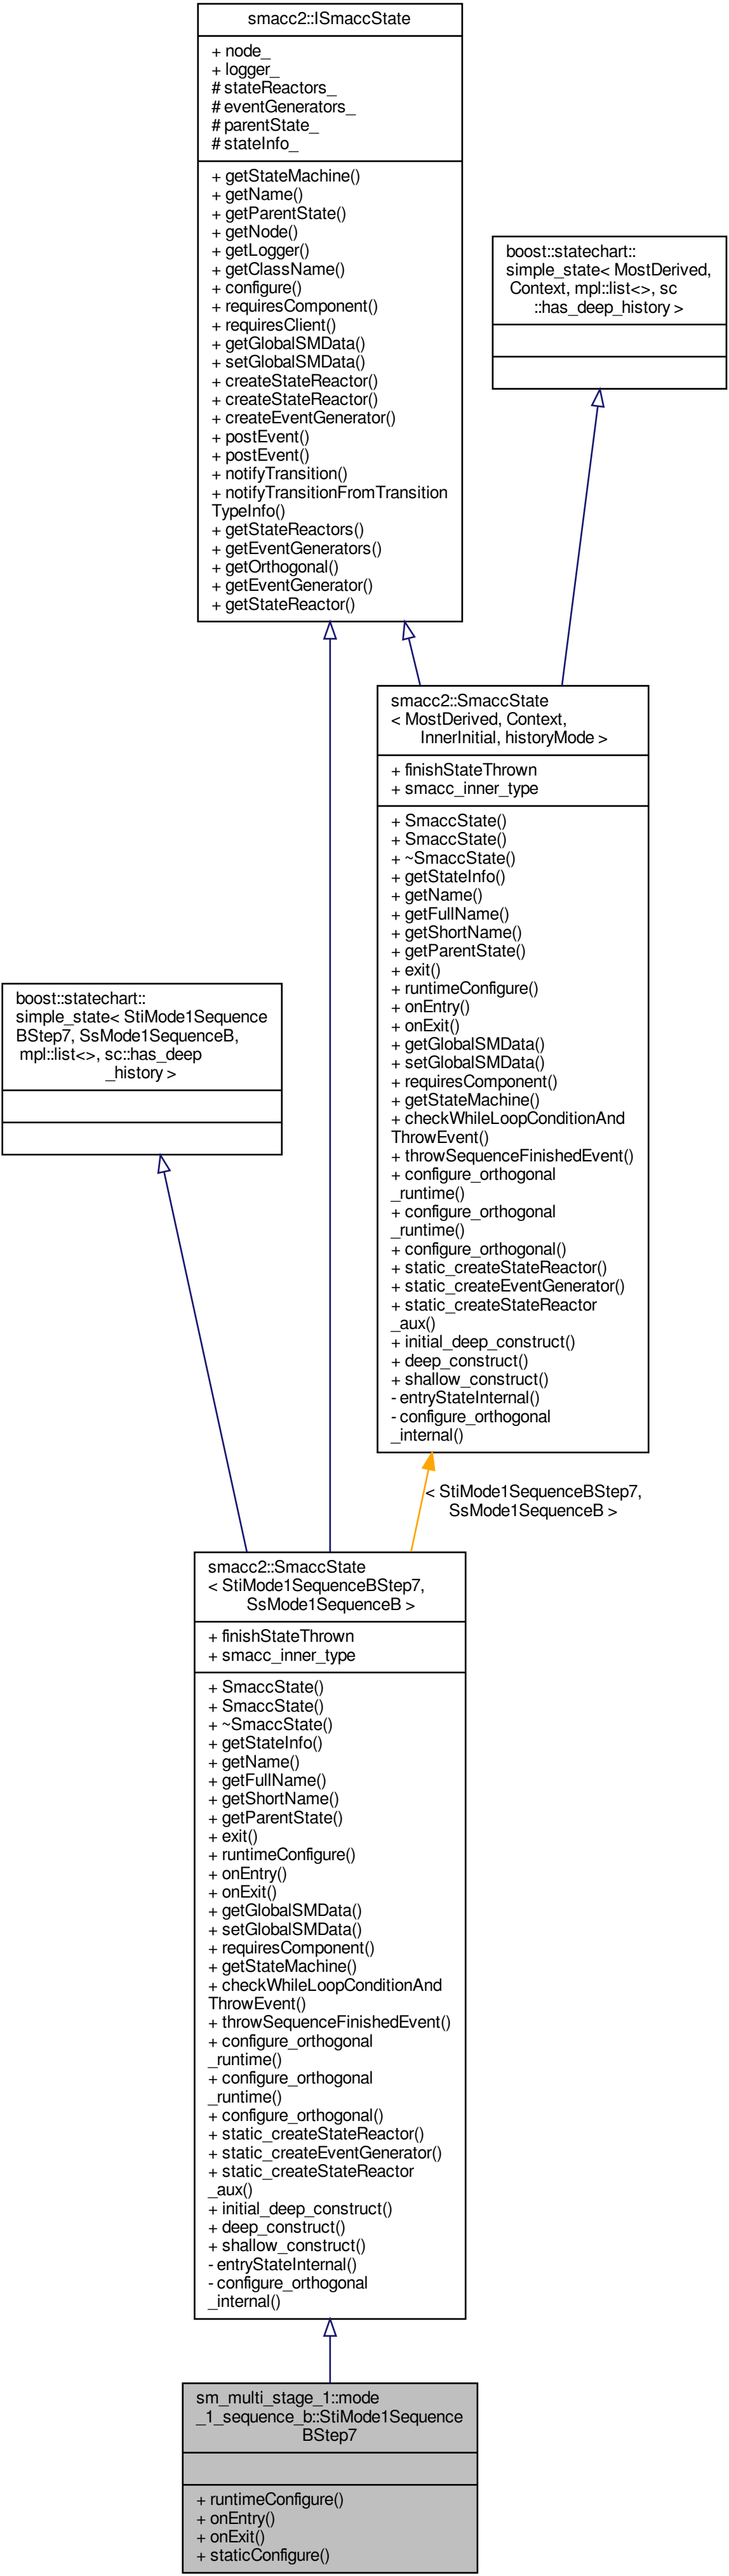 smacc2::ISmaccState
+ node_
+ logger_
# stateReactors_
# eventGenerators_
# parentState_
# stateInfo_
+ getStateMachine()
+ getName()
+ getParentState()
+ getNode()
+ getLogger()
+ getClassName()
+ configure()
+ requiresComponent()
+ requiresClient()
+ getGlobalSMData()
+ setGlobalSMData()
+ createStateReactor()
+ createStateReactor()
+ createEventGenerator()
+ postEvent()
+ postEvent()
+ notifyTransition()
+ notifyTransitionFromTransition
TypeInfo()
+ getStateReactors()
+ getEventGenerators()
+ getOrthogonal()
+ getEventGenerator()
+ getStateReactor()
boost::statechart::
simple_state< MostDerived,
Context, mpl::list<>, sc
::has_deep_history >
smacc2::SmaccState
< MostDerived, Context,
InnerInitial, historyMode >
+ finishStateThrown
+ smacc_inner_type
+ SmaccState()
+ SmaccState()
+ ~SmaccState()
+ getStateInfo()
+ getName()
+ getFullName()
+ getShortName()
+ getParentState()
+ exit()
+ runtimeConfigure()
+ onEntry()
+ onExit()
+ getGlobalSMData()
+ setGlobalSMData()
+ requiresComponent()
+ getStateMachine()
+ checkWhileLoopConditionAnd
ThrowEvent()
+ throwSequenceFinishedEvent()
+ configure_orthogonal
_runtime()
+ configure_orthogonal
_runtime()
+ configure_orthogonal()
+ static_createStateReactor()
+ static_createEventGenerator()
+ static_createStateReactor
_aux()
+ initial_deep_construct()
+ deep_construct()
+ shallow_construct()
- entryStateInternal()
- configure_orthogonal
_internal()
boost::statechart::
simple_state< StiMode1Sequence
BStep7, SsMode1SequenceB,
mpl::list<>, sc::has_deep
_history >
< StiMode1SequenceBStep7,
SsMode1SequenceB >
smacc2::SmaccState
< StiMode1SequenceBStep7,
SsMode1SequenceB >
+ finishStateThrown
+ smacc_inner_type
+ SmaccState()
+ SmaccState()
+ ~SmaccState()
+ getStateInfo()
+ getName()
+ getFullName()
+ getShortName()
+ getParentState()
+ exit()
+ runtimeConfigure()
+ onEntry()
+ onExit()
+ getGlobalSMData()
+ setGlobalSMData()
+ requiresComponent()
+ getStateMachine()
+ checkWhileLoopConditionAnd
ThrowEvent()
+ throwSequenceFinishedEvent()
+ configure_orthogonal
_runtime()
+ configure_orthogonal
_runtime()
+ configure_orthogonal()
+ static_createStateReactor()
+ static_createEventGenerator()
+ static_createStateReactor
_aux()
+ initial_deep_construct()
+ deep_construct()
+ shallow_construct()
- entryStateInternal()
- configure_orthogonal
_internal()
sm_multi_stage_1::mode
_1_sequence_b::StiMode1Sequence
BStep7
+ runtimeConfigure()
+ onEntry()
+ onExit()
+ staticConfigure()